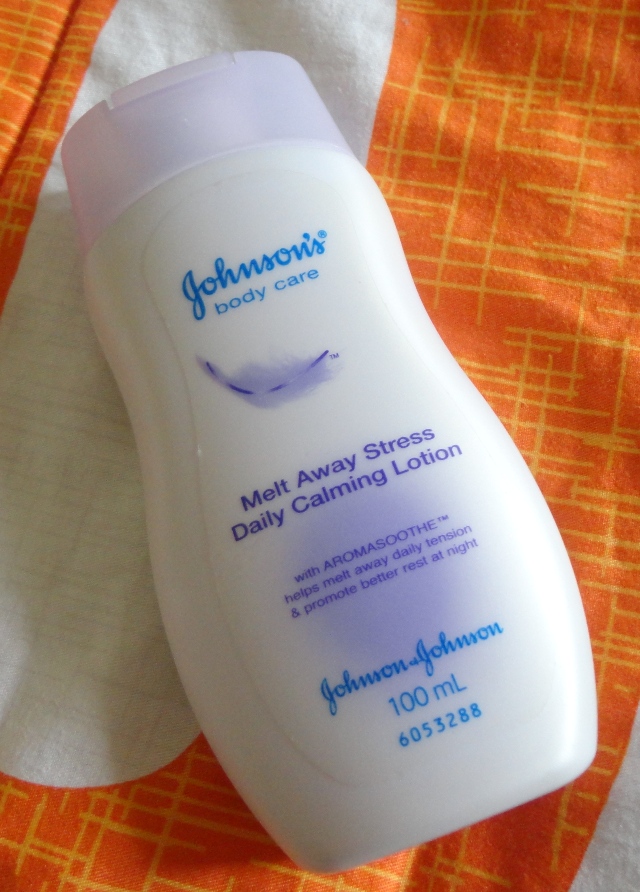 Johnson's®
body care
™
Melt Away Stress
Daily Calming Lotion
with AROMASOOTHE™
helps melt away daily tension
& promote better rest at night
Johnson&Johnson
100 mL
6053288